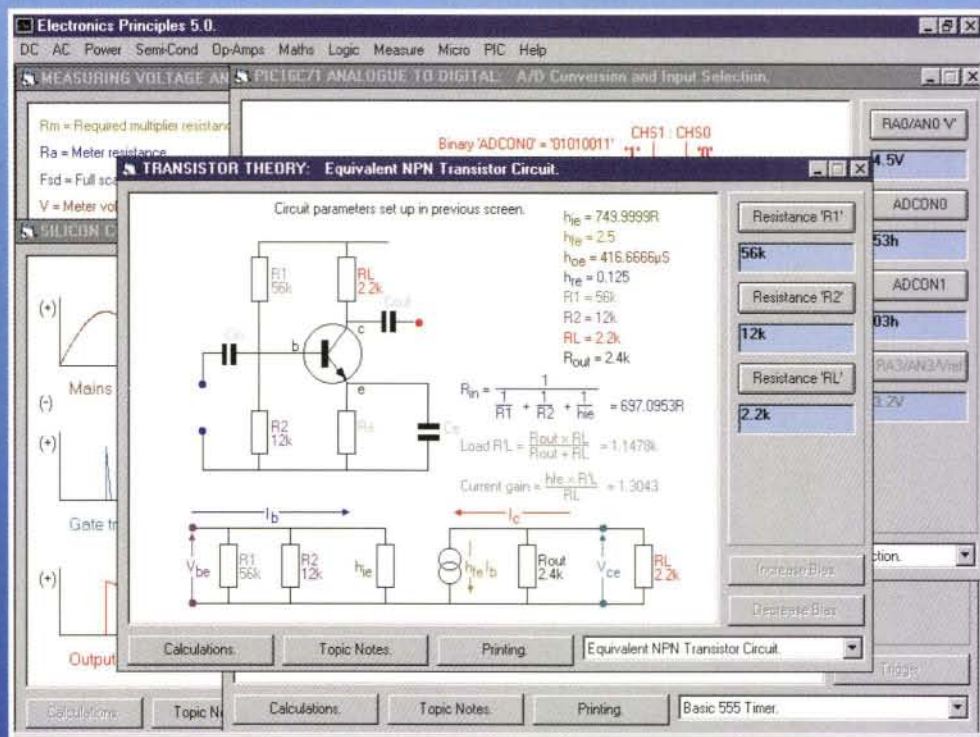 Electronics Principles 5.0.
DC AC Power Semi-Cond Op-Amps Maths Logic Measure Micro PIC Help
MEASURING VOLTAGE AN
PIC16C71 ANALOGUE TO DIGITAL: A/D Conversion and Input Selection.
Rm = Required multiplier resistanc
Ra = Meter resistance
Fsd = Full sca
V = Meter vol
Binary 'ADCON0' = '01010011'
CHS1 : CHS0
'1' '0'
RA0/AN0 'V'
4.5V
ADCON0
53h
ADCON1
03h
RA3/AN3/Vref
3.2V
SILICON C
(+)
Mains
(-)
Gate tr
(+)
Output
TRANSISTOR THEORY: Equivalent NPN Transistor Circuit.
Circuit parameters set up in previous screen.
R1
56k
RL
2.2k
Cout
c
b
e
R2
12k
Ce
hie = 749.9999R
hfe = 2.5
hoe = 416.6666µS
hre = 0.125
R1 = 56k
R2 = 12k
RL = 2.2k
Rout = 2.4k
Rin = 1 / (1/R1 + 1/R2 + 1/hie) = 697.0953R
Load R'L = Rout x RL / Rout + RL = 1.1478k
Current gain = hfe x R'L / RL = 1.3043
Ib
Ic
Vbe
R1
56k
R2
12k
hie
hfe Ib
Rout
2.4k
Vce
RL
2.2k
Resistance 'R1'
56k
Resistance 'R2'
12k
Resistance 'RL'
2.2k
Increase Bias
Decrease Bias
Calculations. Topic Notes. Printing. Equivalent NPN Transistor Circuit.
ction.
Trigger
Calculations. Topic N
Calculations. Topic Notes. Printing. Basic 555 Timer.